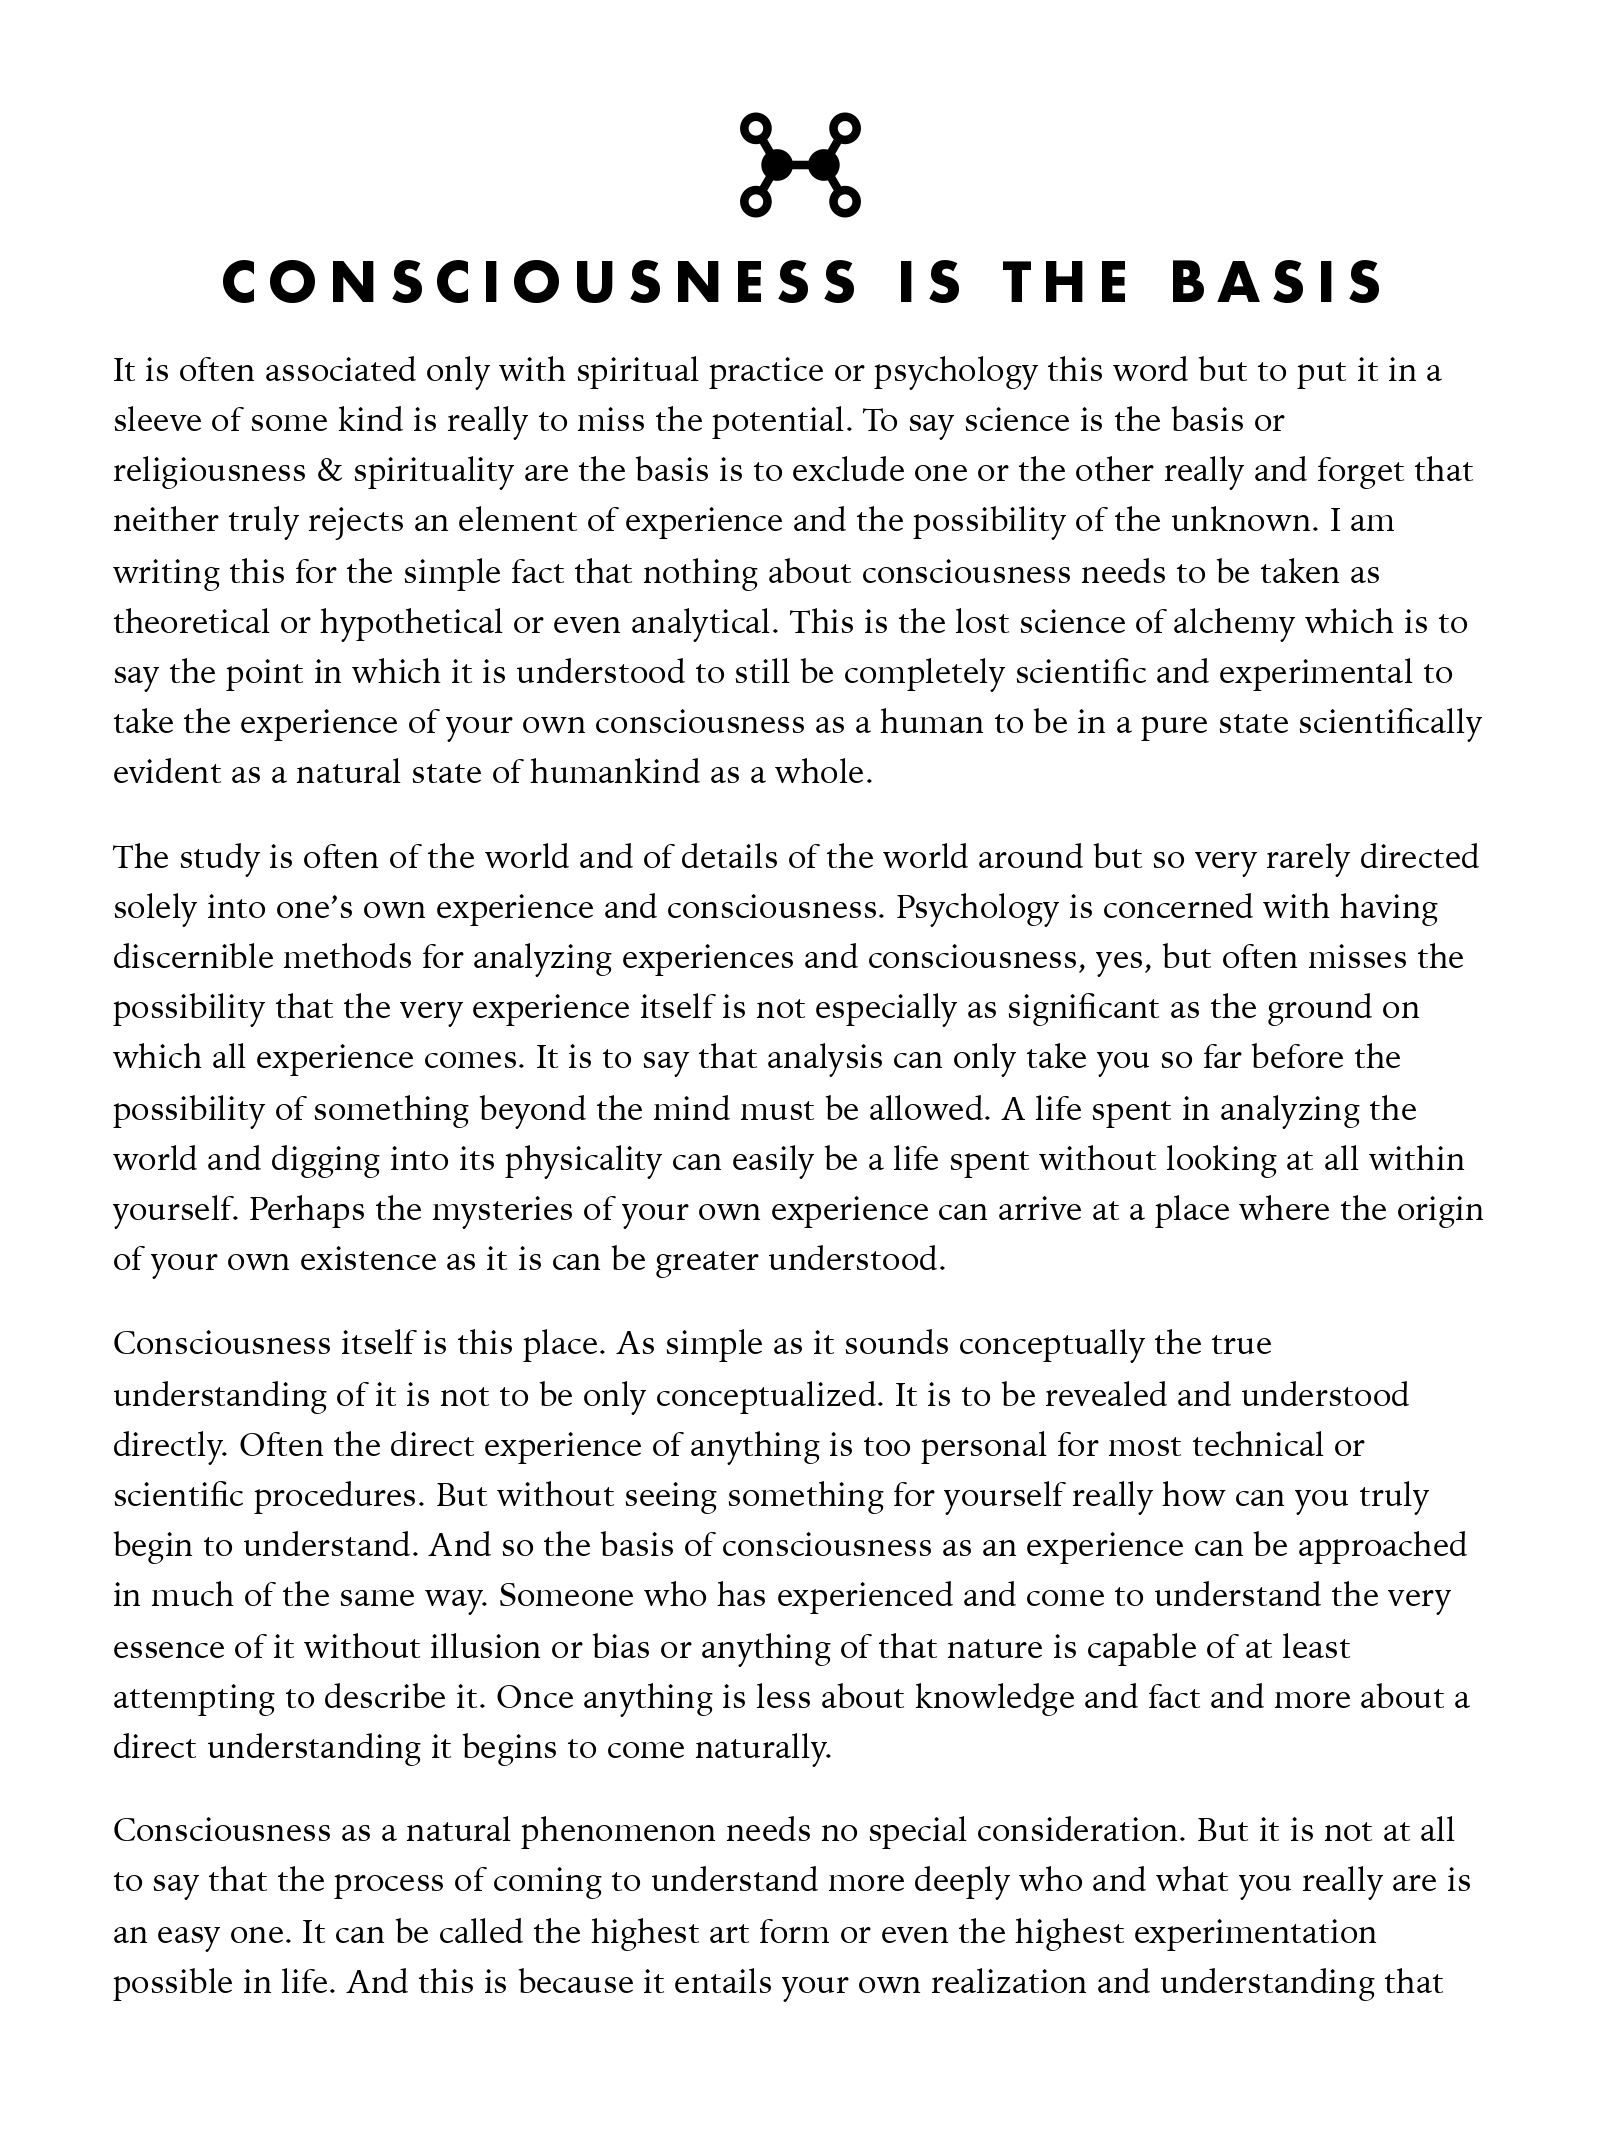 CONSCIOUSNESS IS THE BASIS
It is often associated only with spiritual practice or psychology this word but to put it in a
sleeve of some kind is really to miss the potential. To say science is the basis or
religiousness & spirituality are the basis is to exclude one or the other really and forget that
neither truly rejects an element of experience and the possibility of the unknown. I am
writing this for the simple fact that nothing about consciousness needs to be taken as
theoretical or hypothetical or even analytical. This is the lost science of alchemy which is to
say the point in which it is understood to still be completely scientific and experimental to
take the experience of your own consciousness as a human to be in a pure state scientifically
evident as a natural state of humankind as a whole.
The study is often of the world and of details of the world around but so very rarely directed
solely into one’s own experience and consciousness. Psychology is concerned with having
discernible methods for analyzing experiences and consciousness, yes, but often misses the
possibility that the very experience itself is not especially as significant as the ground on
which all experience comes. It is to say that analysis can only take you so far before the
possibility of something beyond the mind must be allowed. A life spent in analyzing the
world and digging into its physicality can easily be a life spent without looking at all within
yourself. Perhaps the mysteries of your own experience can arrive at a place where the origin
of your own existence as it is can be greater understood.
Consciousness itself is this place. As simple as it sounds conceptually the true
understanding of it is not to be only conceptualized. It is to be revealed and understood
directly. Often the direct experience of anything is too personal for most technical or
scientific procedures. But without seeing something for yourself really how can you truly
begin to understand. And so the basis of consciousness as an experience can be approached
in much of the same way. Someone who has experienced and come to understand the very
essence of it without illusion or bias or anything of that nature is capable of at least
attempting to describe it. Once anything is less about knowledge and fact and more about a
direct understanding it begins to come naturally.
Consciousness as a natural phenomenon needs no special consideration. But it is not at all
to say that the process of coming to understand more deeply who and what you really are is
an easy one. It can be called the highest art form or even the highest experimentation
possible in life. And this is because it entails your own realization and understanding that